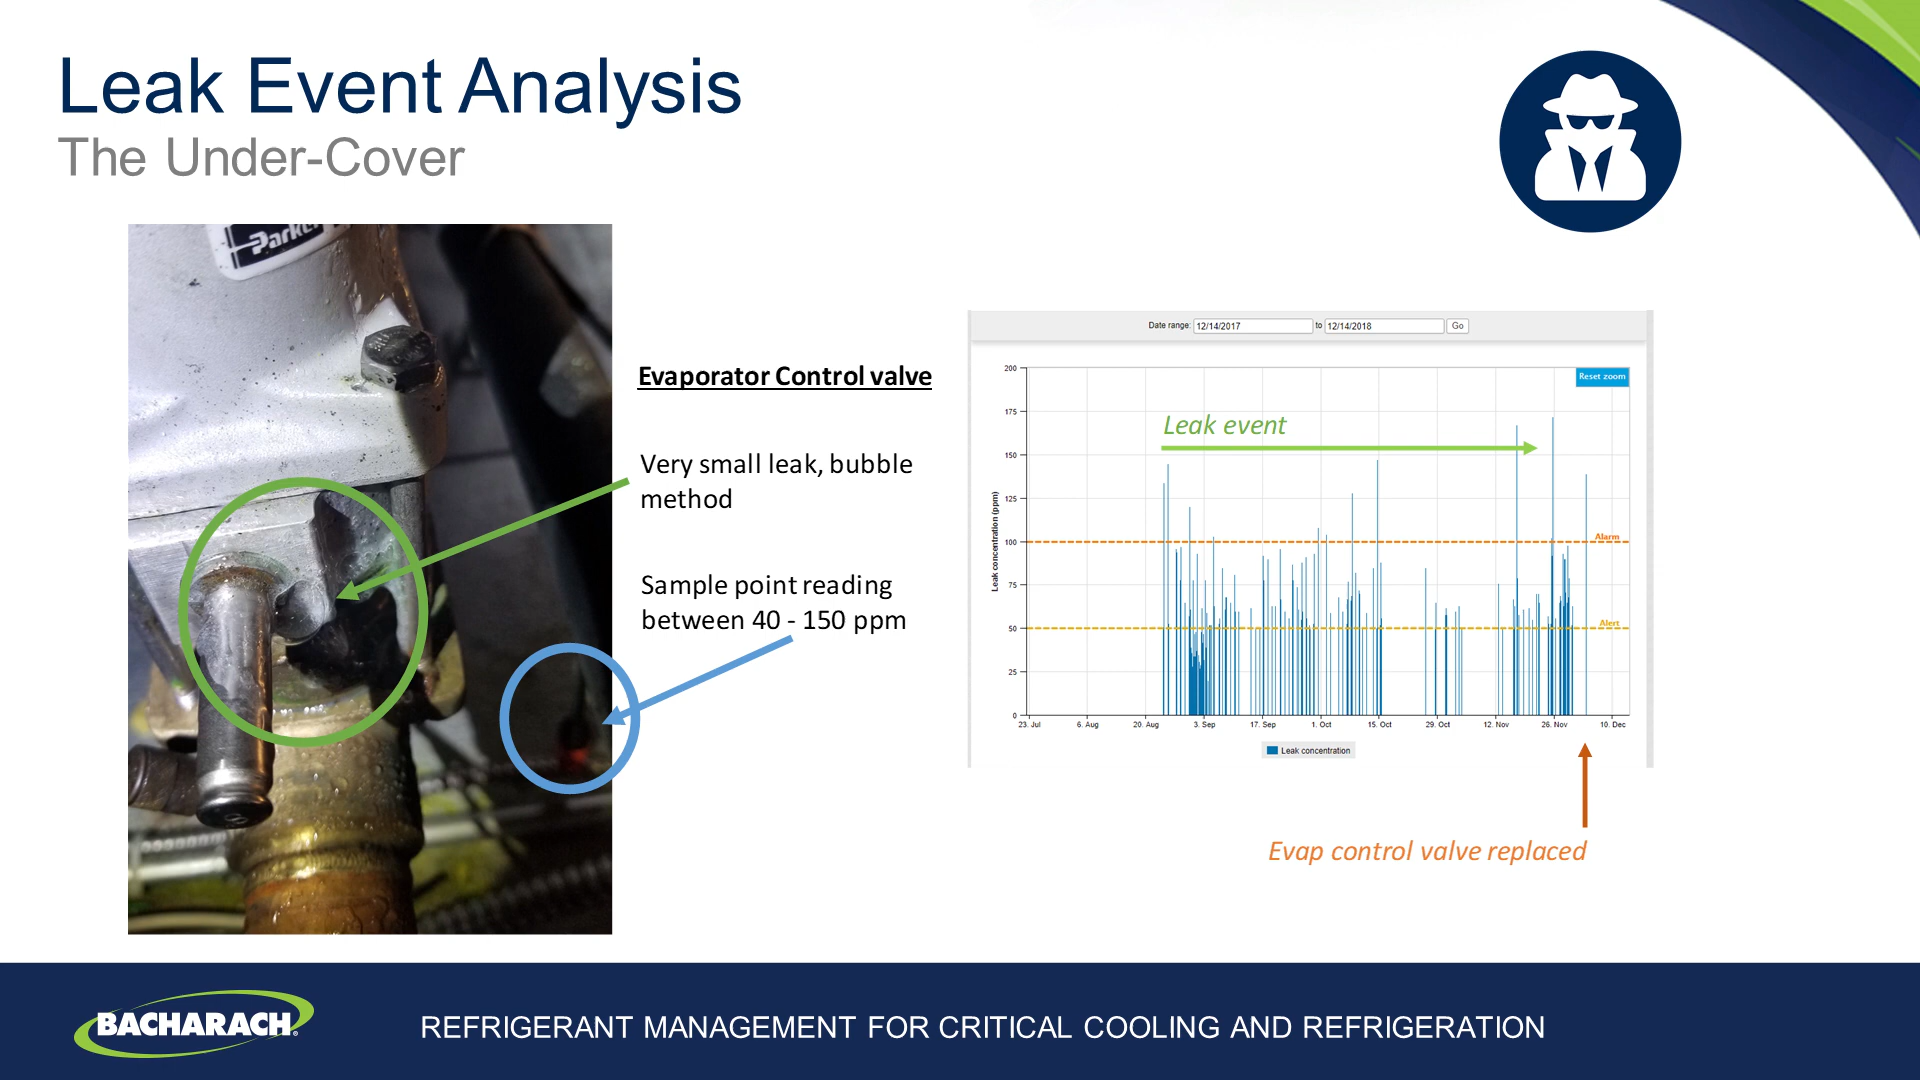 Leak Event Analysis
The Under-Cover
Parker
Evaporator Control valve
Very small leak, bubble
method
Sample point reading
between 40 - 150 ppm
Date range: 12/14/2017 to 12/14/2018 Go
Reset zoom
Leak event
Leak concentration (ppm)
200
175
150
125
100
75
50
25
0
Alarm
Alert
23. Jul 6. Aug 20. Aug 3. Sep 17. Sep 1. Oct 15. Oct 29. Oct 12. Nov 26. Nov 10. Dec
Leak concentration
Evap control valve replaced
BACHARACH®
REFRIGERANT MANAGEMENT FOR CRITICAL COOLING AND REFRIGERATION